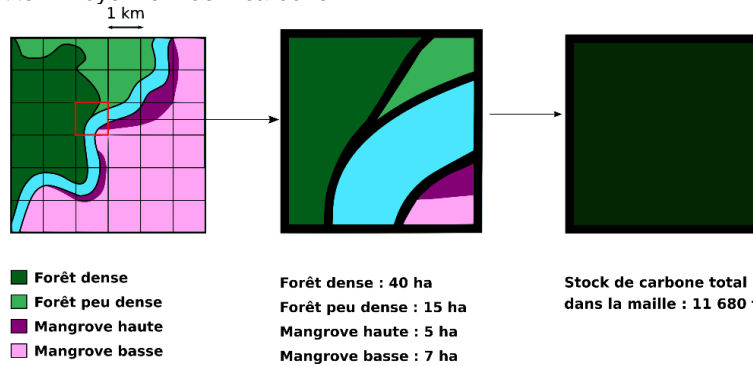 1 km
Forêt dense
Forêt peu dense
Mangrove haute
Mangrove basse
Forêt dense : 40 ha
Forêt peu dense : 15 ha
Mangrove haute : 5 ha
Mangrove basse : 7 ha
Stock de carbone total
dans la maille : 11 680